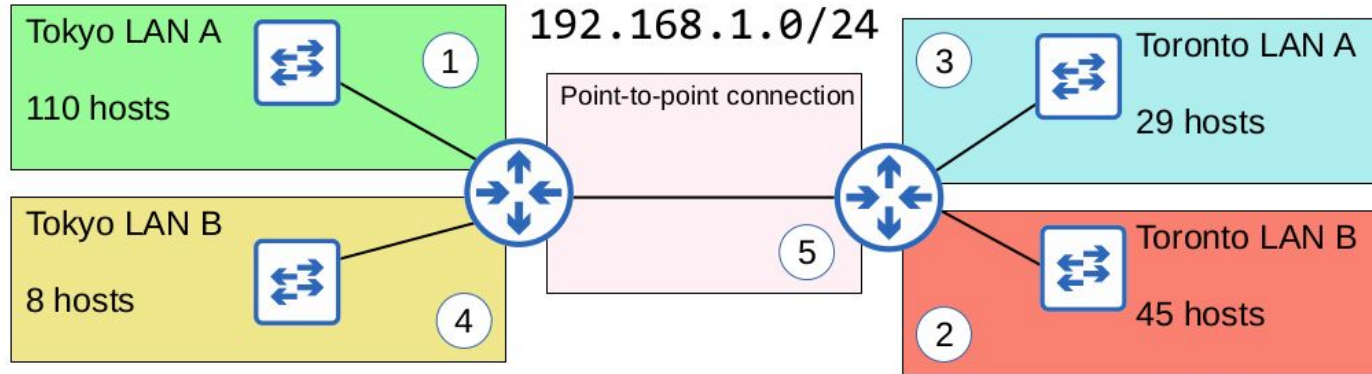 192.168.1.0/24
Tokyo LAN A
110 hosts
1
Tokyo LAN B
8 hosts
4
Point-to-point connection
5
3
Toronto LAN A
29 hosts
Toronto LAN B
45 hosts
2